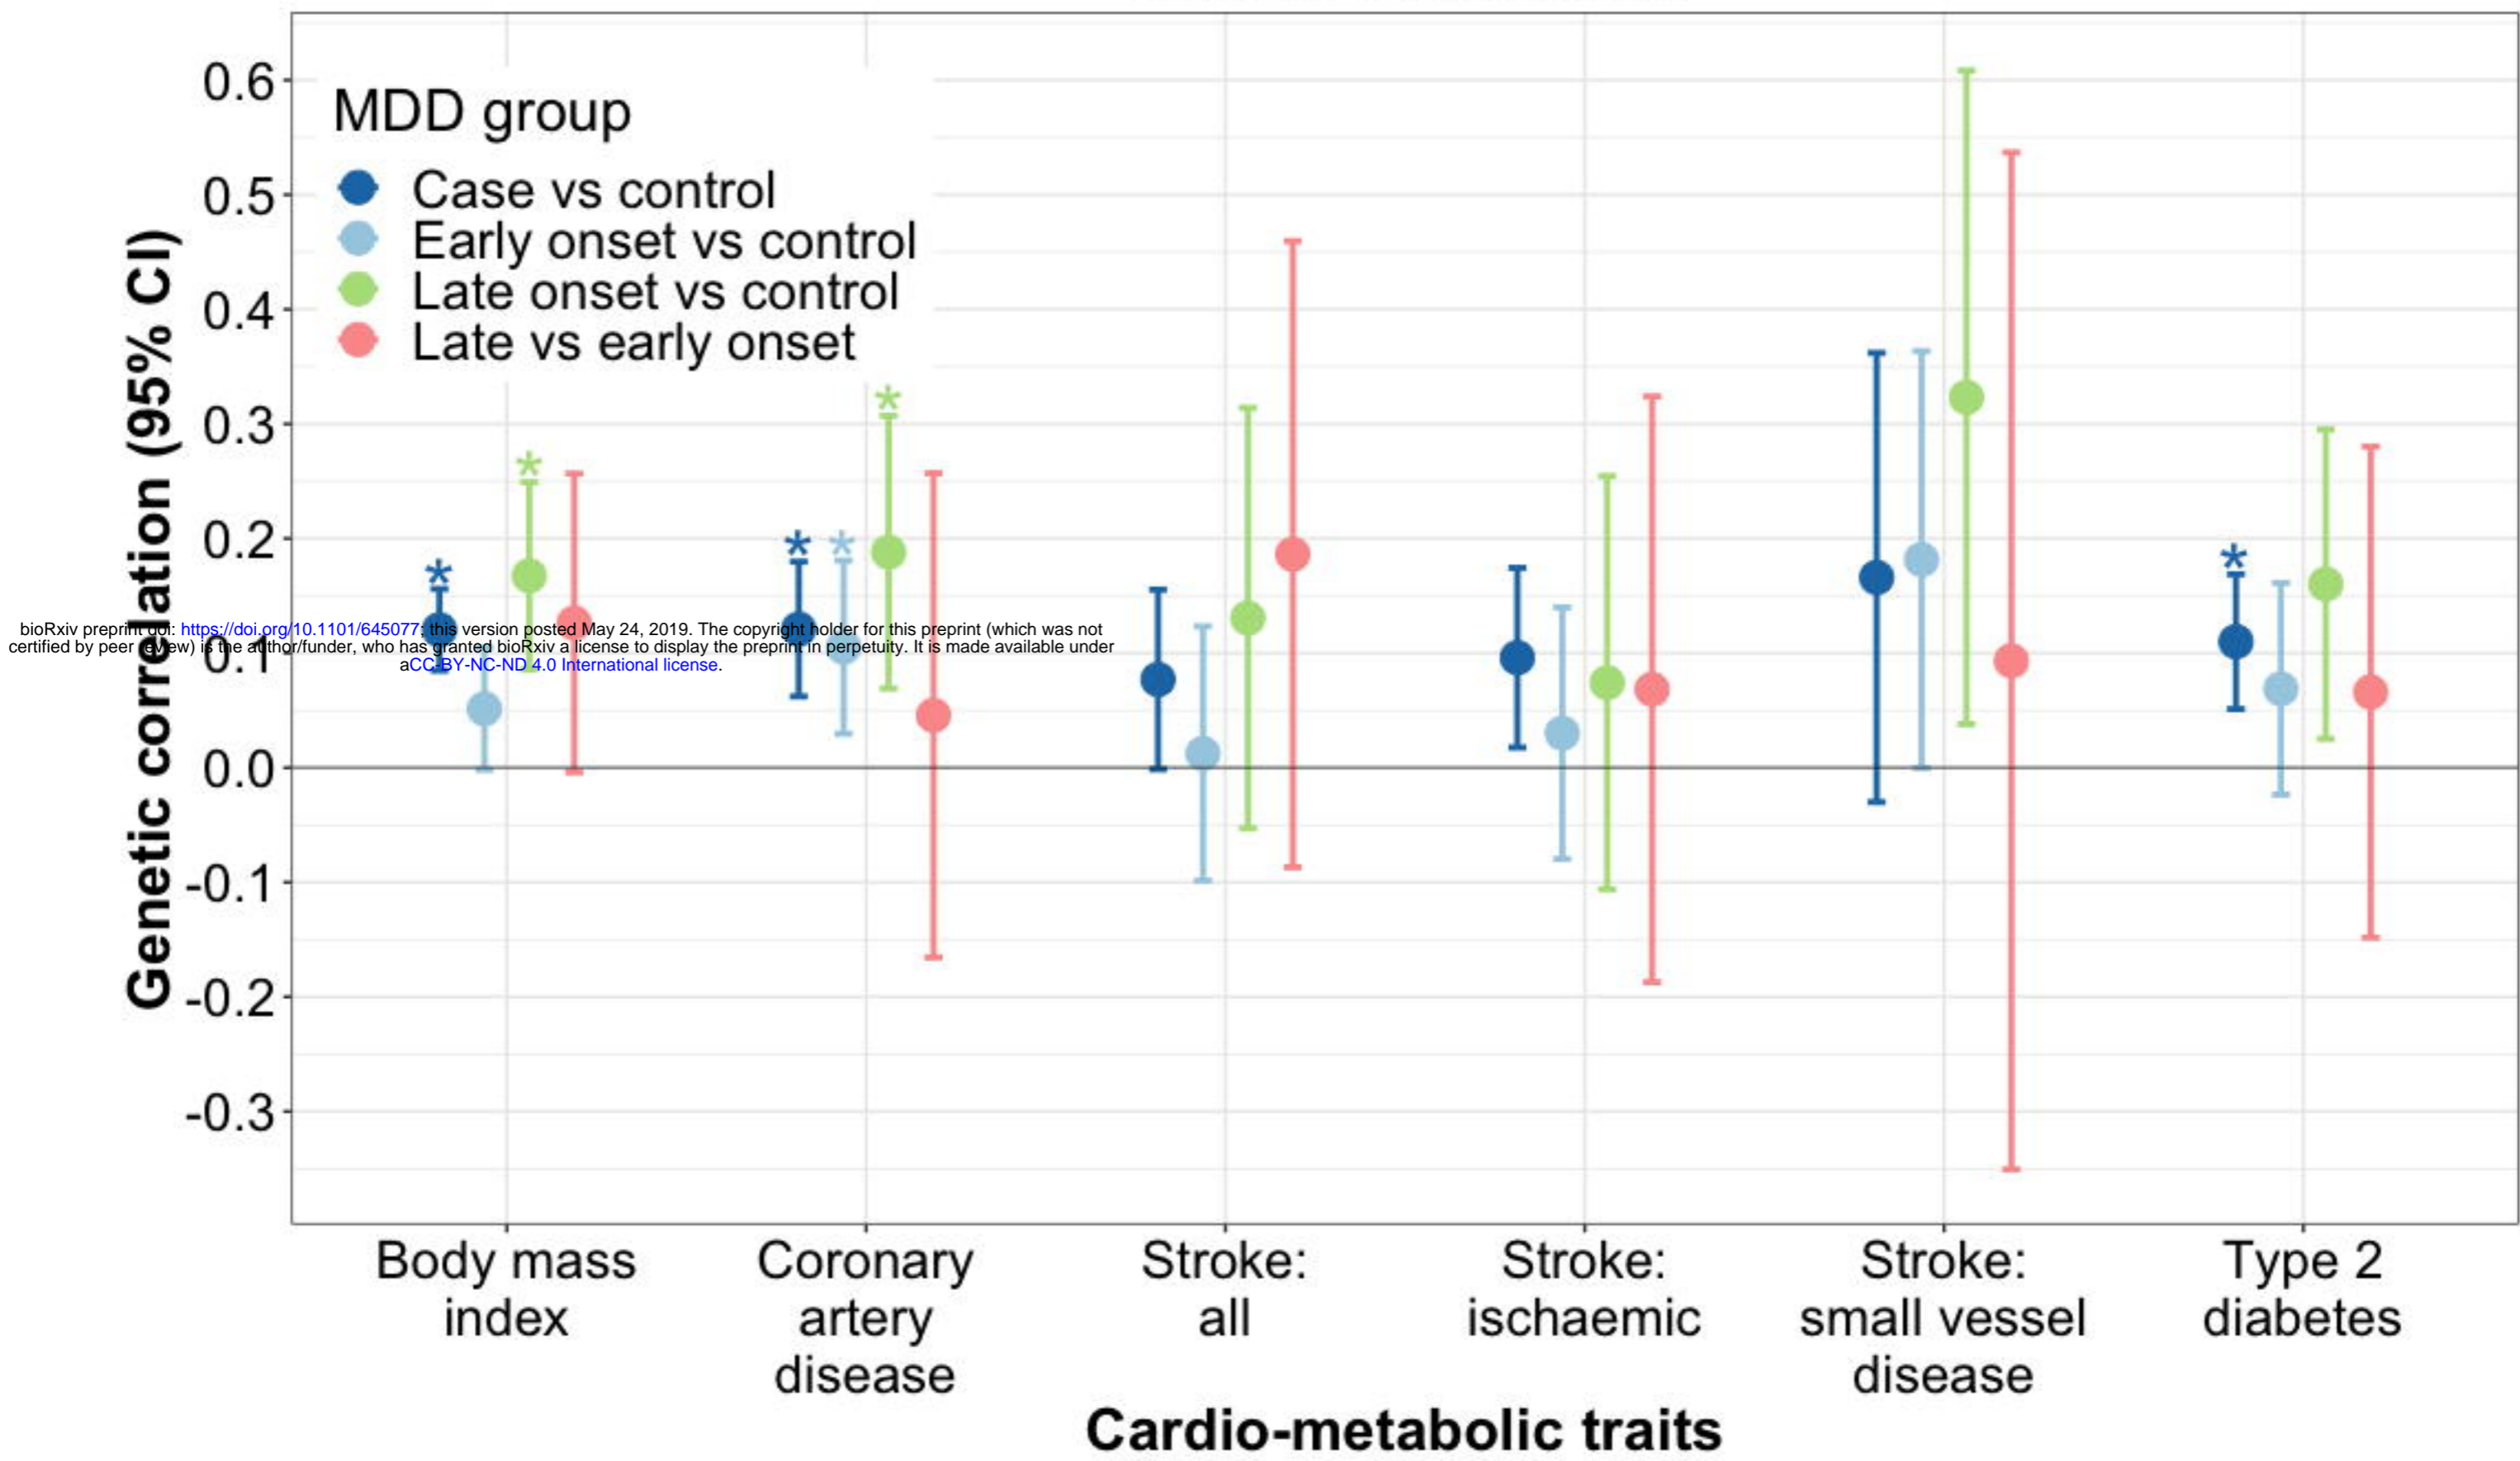 0.6
0.5
0.4
0.3
0.2
0.1
0.0
-0.1
-0.2
-0.3
Genetic correlation (95% CI)
MDD group
Case vs control
Early onset vs control
Late onset vs control
Late vs early onset
*
*
*
*
*
*
bioRxiv preprint doi: https://doi.org/10.1101/645077; this version posted May 24, 2019. The copyright holder for this preprint (which was not
certified by peer review) is the author/funder, who has granted bioRxiv a license to display the preprint in perpetuity. It is made available under
aCC-BY-NC-ND 4.0 International license.
Body mass
index
Coronary
artery
disease
Stroke:
all
Stroke:
ischaemic
Stroke:
small vessel
disease
Type 2
diabetes
Cardio-metabolic traits